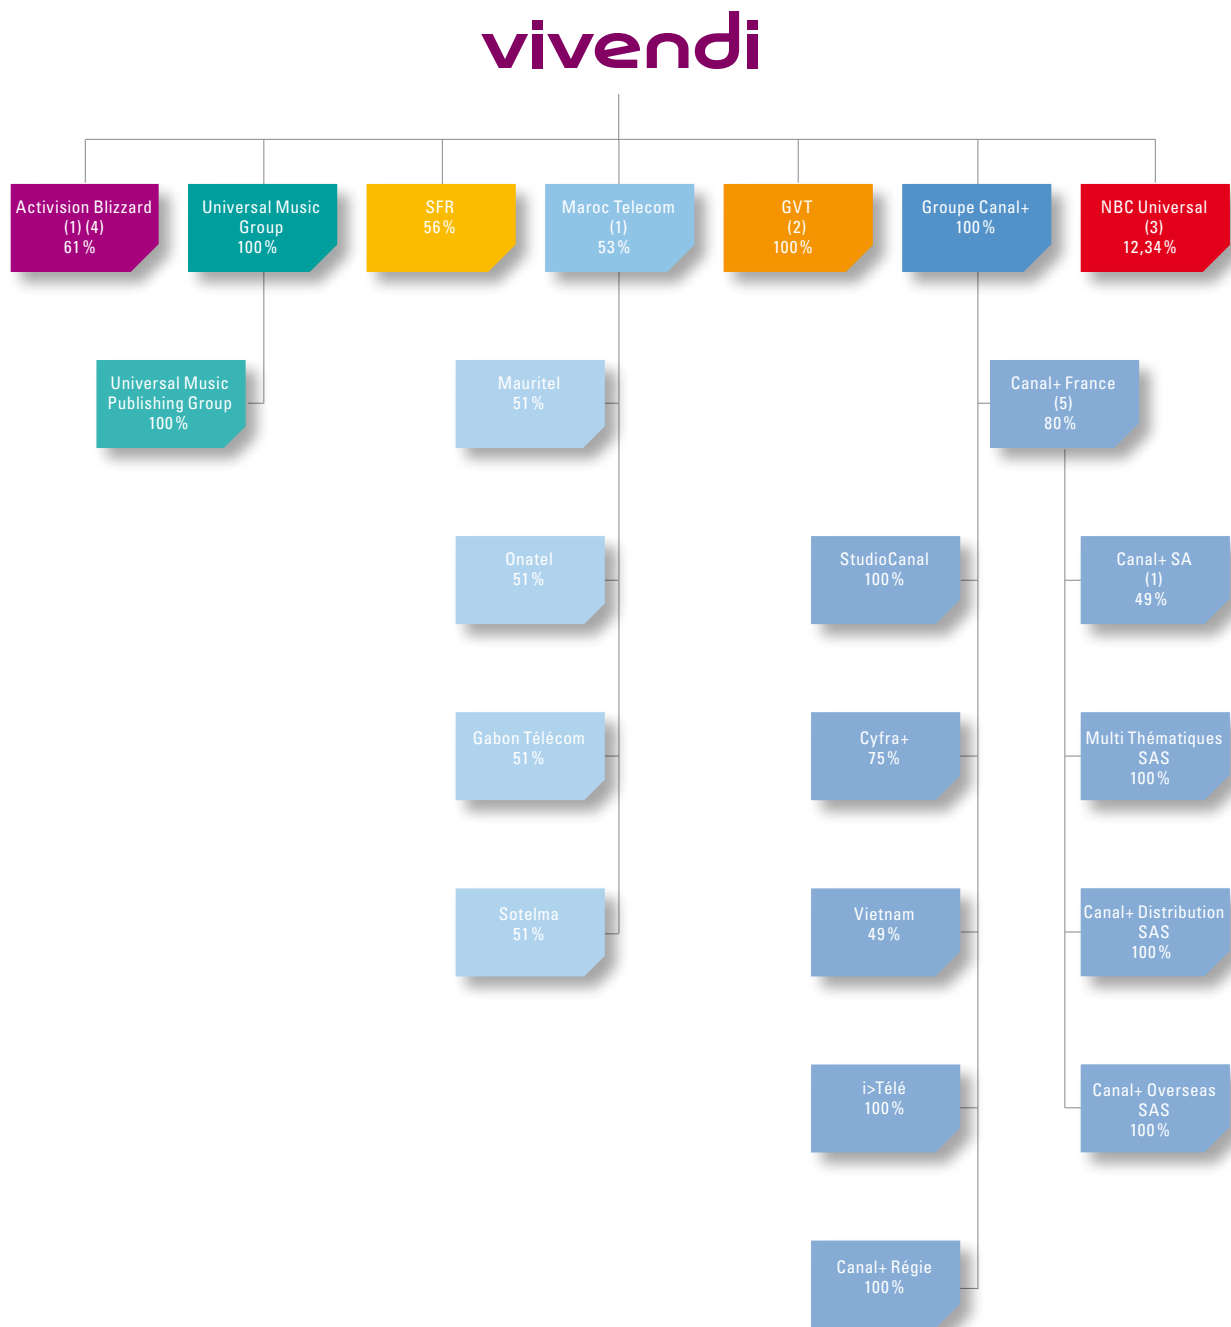 vivendi
Activision Blizzard
(1) (4)
61 %
Universal Music
Group
100 %
SFR
56 %
Maroc Telecom
(1)
53 %
GVT
(2)
100 %
Groupe Canal+
100 %
NBC Universal
(3)
12,34 %
Universal Music
Publishing Group
100 %
Mauritel
51 %
Canal+ France
(5)
80 %
Onatel
51 %
StudioCanal
100 %
Canal+ SA
(1)
49 %
Gabon Télécom
51 %
Cyfra+
75 %
Multi Thématiques
SAS
100 %
Sotelma
51 %
Vietnam
49 %
Canal+ Distribution
SAS
100 %
i>Télé
100 %
Canal+ Overseas
SAS
100 %
Canal+ Régie
100 %